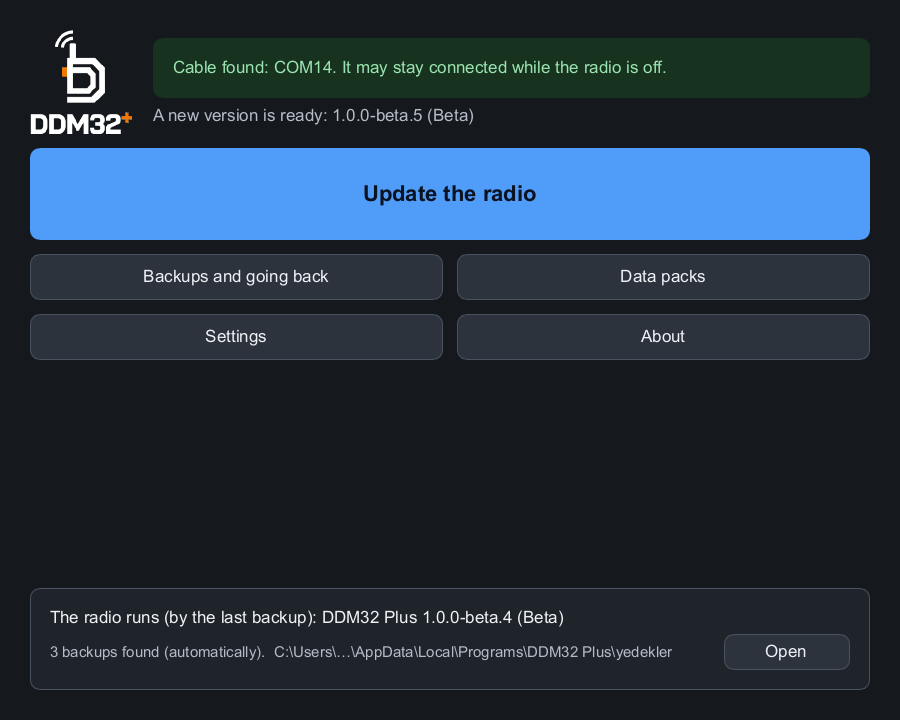 Cable found: COM14. It may stay connected while the radio is off.
DDM32+
A new version is ready: 1.0.0-beta.5 (Beta)
Update the radio
Backups and going back
Data packs
Settings
About
The radio runs (by the last backup): DDM32 Plus 1.0.0-beta.4 (Beta)
3 backups found (automatically).  C:\Users\…\AppData\Local\Programs\DDM32 Plus\yedekler
Open